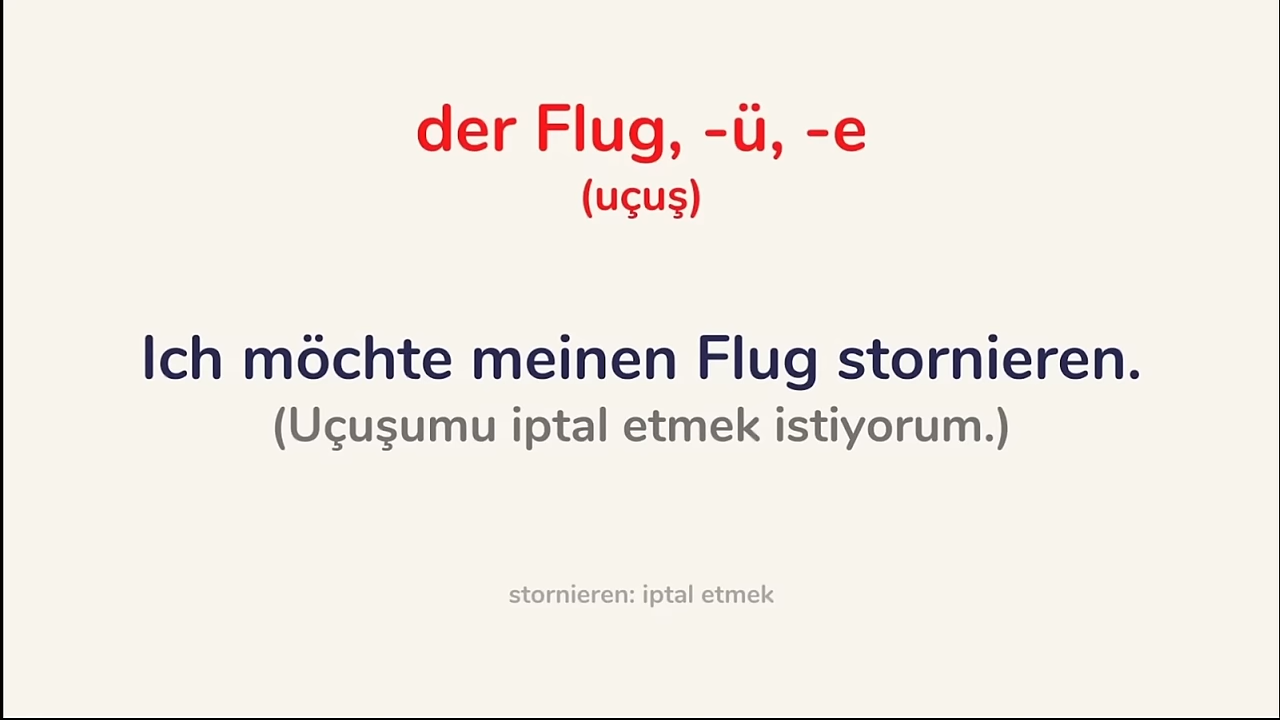 der Flug, -ü, -e
(uçuş)
Ich möchte meinen Flug stornieren.
(Uçuşumu iptal etmek istiyorum.)
stornieren: iptal etmek